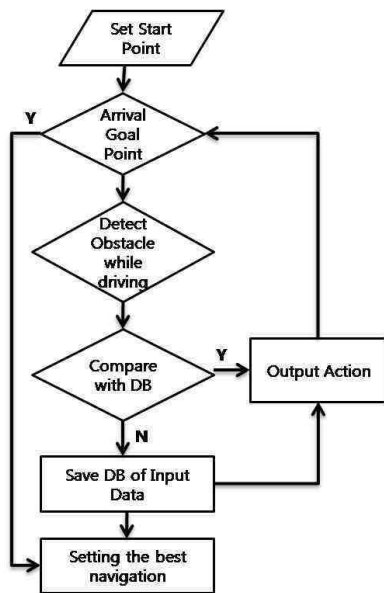 Set Start
Point
Y
Arrival
Goal
Point
Detect
Obstacle
while
driving
Compare
with DB
Y
Output Action
N
Save DB of Input
Data
Setting the best
navigation